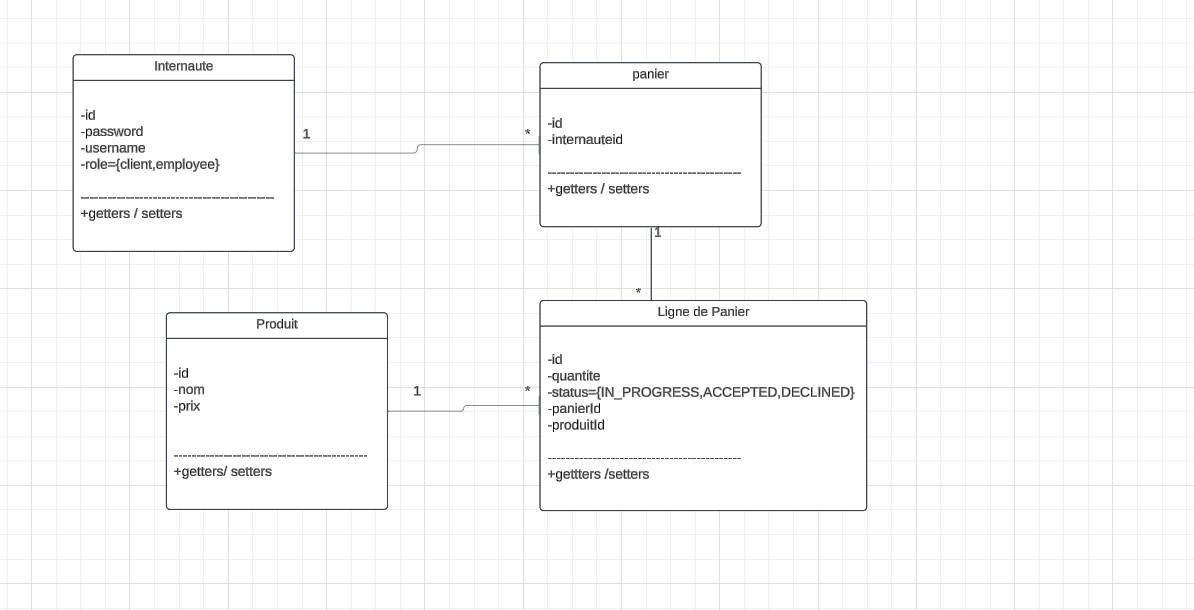 Internaute
-id
-password
-username
-role={client,employee}
-------------------------------------------
+getters / setters
1
*
panier
-id
-internauteid
-------------------------------------------
+getters / setters
1
*
Produit
-id
-nom
-prix
-------------------------------------------
+getters/ setters
1
*
Ligne de Panier
-id
-quantite
-status={IN_PROGRESS,ACCEPTED,DECLINED}
-panierId
-produitId
-------------------------------------------
+gettters /setters